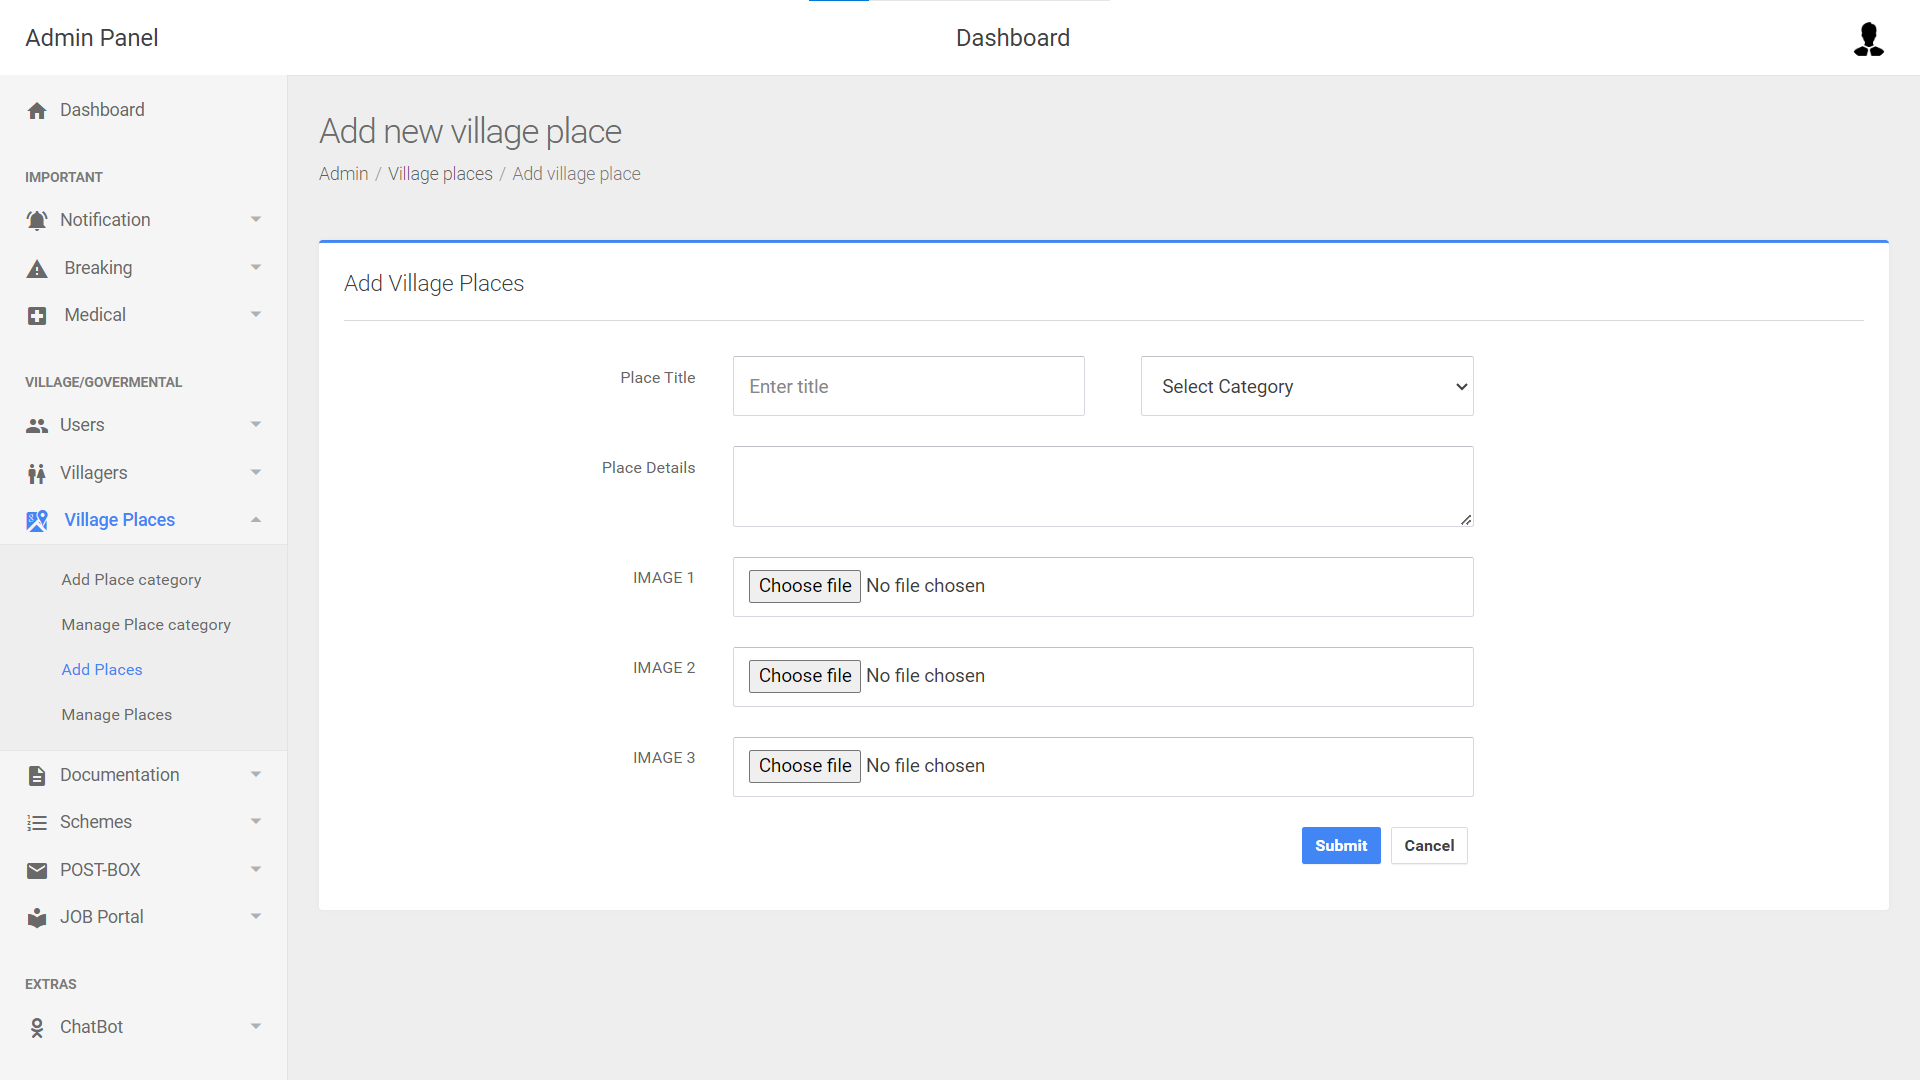 Admin Panel
Dashboard
Dashboard
IMPORTANT
Notification
Breaking
Medical
VILLAGE/GOVERMENTAL
Users
Villagers
Village Places
Add Place category
Manage Place category
Add Places
Manage Places
Documentation
Schemes
POST-BOX
JOB Portal
EXTRAS
ChatBot
Add new village place
Admin / Village places / Add village place
Add Village Places
Place Title
Enter title
Select Category
Place Details
IMAGE 1
Choose file No file chosen
IMAGE 2
Choose file No file chosen
IMAGE 3
Choose file No file chosen
Submit
Cancel